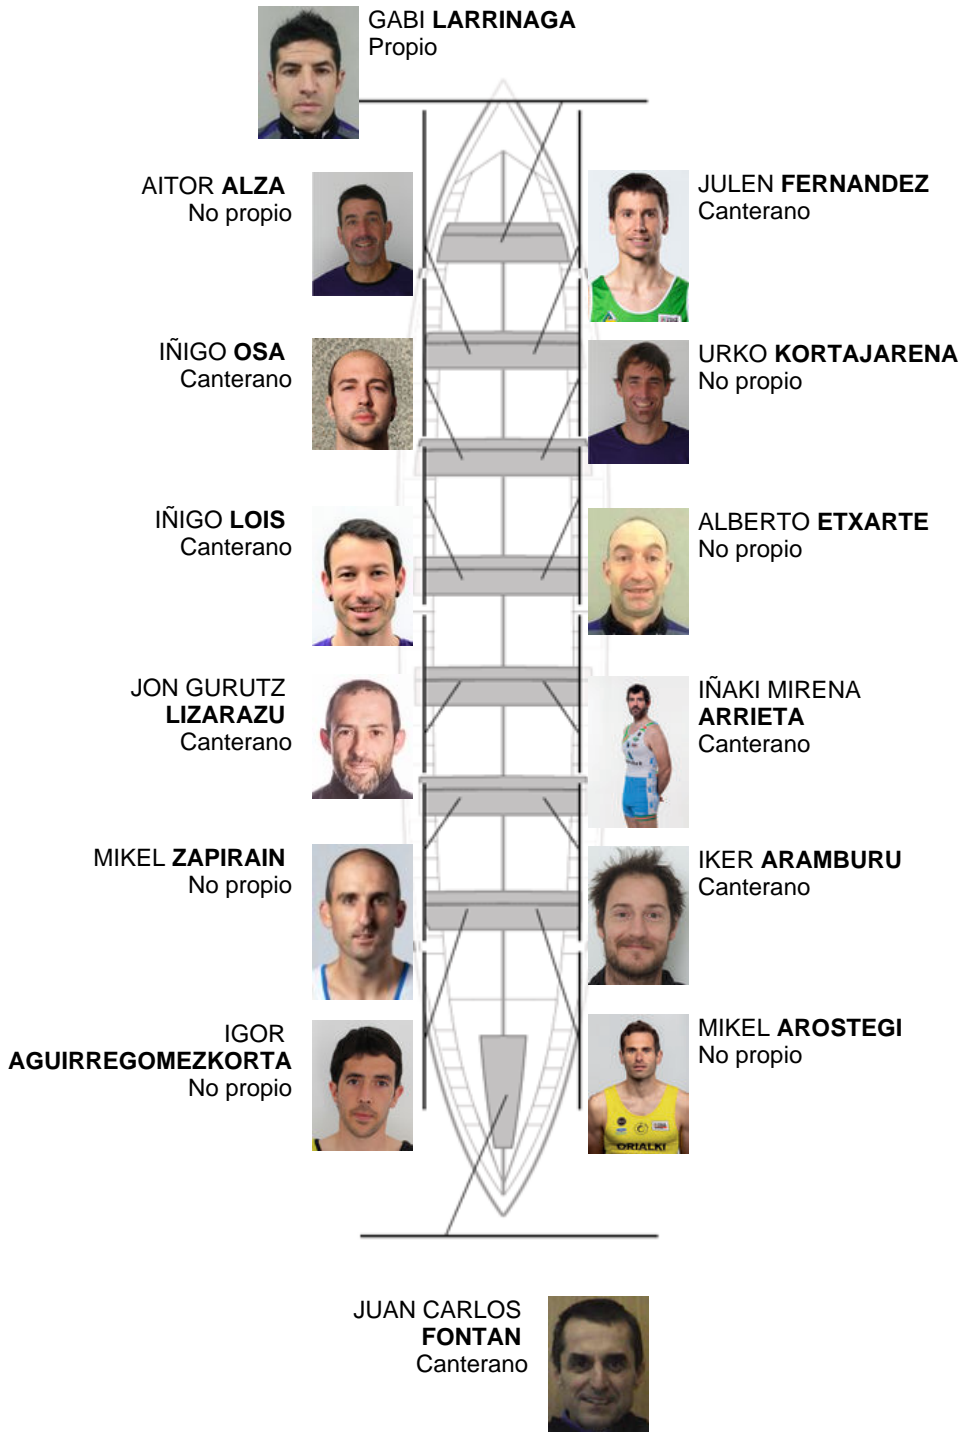 GABI LARRINAGA
Propio
AITOR ALZA
No propio
JULEN FERNANDEZ
Canterano
IÑIGO OSA
Canterano
URKO KORTAJARENA
No propio
IÑIGO LOIS
Canterano
ALBERTO ETXARTE
No propio
JON GURUTZ
LIZARAZU
Canterano
IÑAKI MIRENA
ARRIETA
Canterano
MIKEL ZAPIRAIN
No propio
IKER ARAMBURU
Canterano
IGOR
AGUIRREGOMEZKORTA
No propio
MIKEL AROSTEGI
No propio
ORIALKI
JUAN CARLOS
FONTAN
Canterano